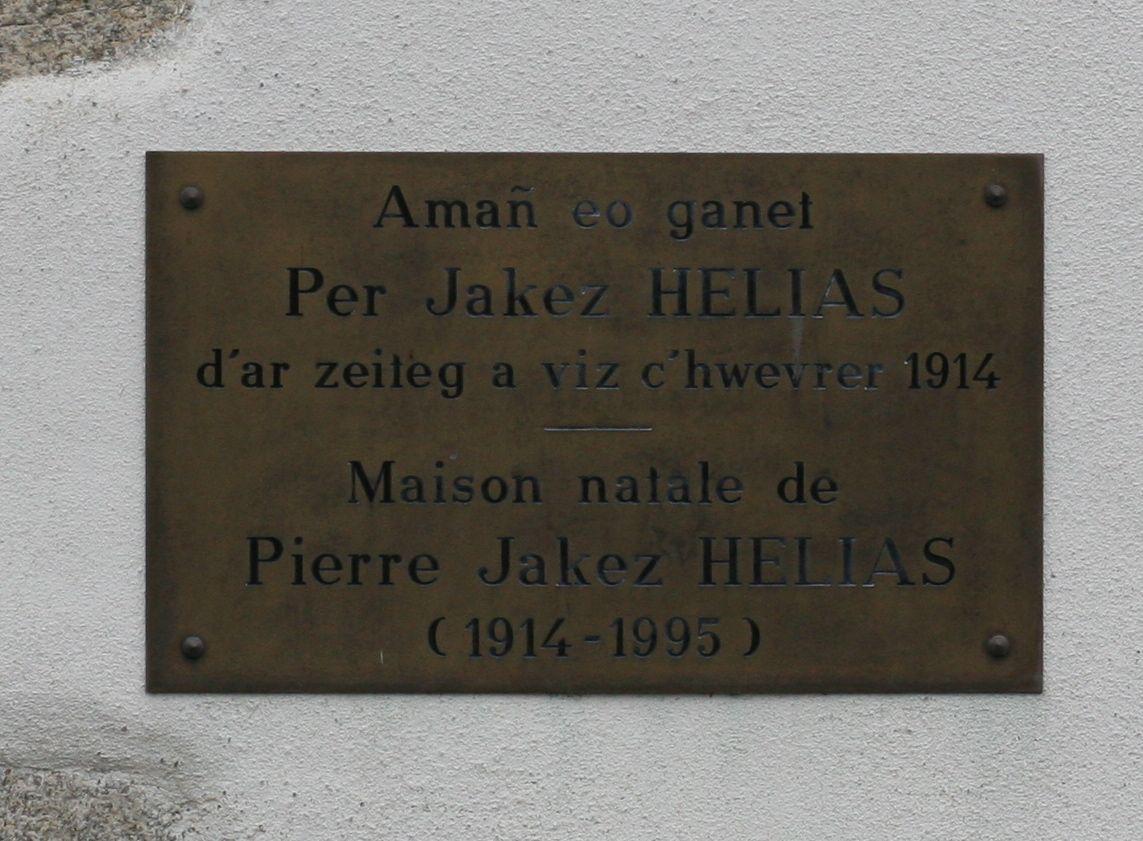 Amañ eo ganet
Per Jakez HELIAS
d'ar zeiteg a viz c'hwevrer 1914
Maison natale de
Pierre Jakez HELIAS
(1914-1995)